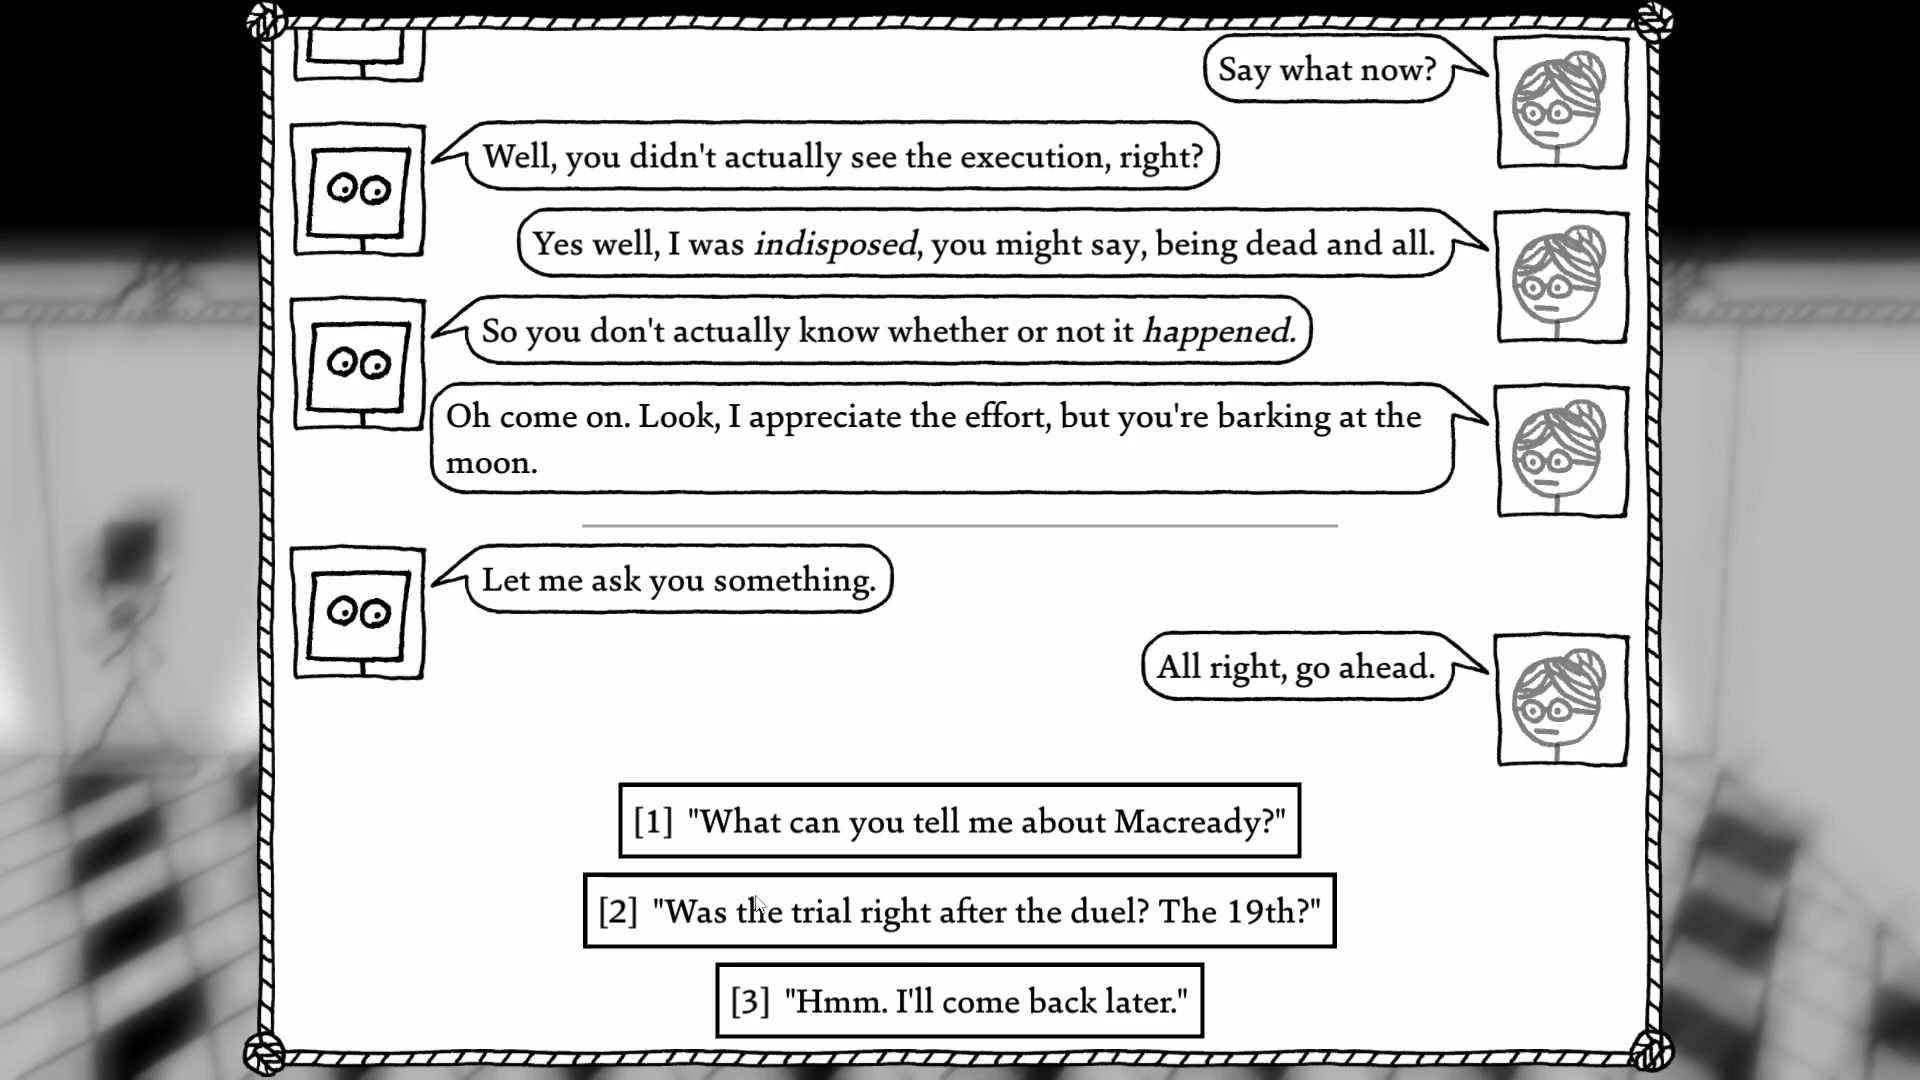 Say what now?
Well, you didn't actually see the execution, right?
Yes well, I was indisposed, you might say, being dead and all.
So you don't actually know whether or not it happened.
Oh come on. Look, I appreciate the effort, but you're barking at the
moon.
Let me ask you something.
All right, go ahead.
[1] "What can you tell me about Macready?"
[2] "Was the trial right after the duel? The 19th?"
[3] "Hmm. I'll come back later."